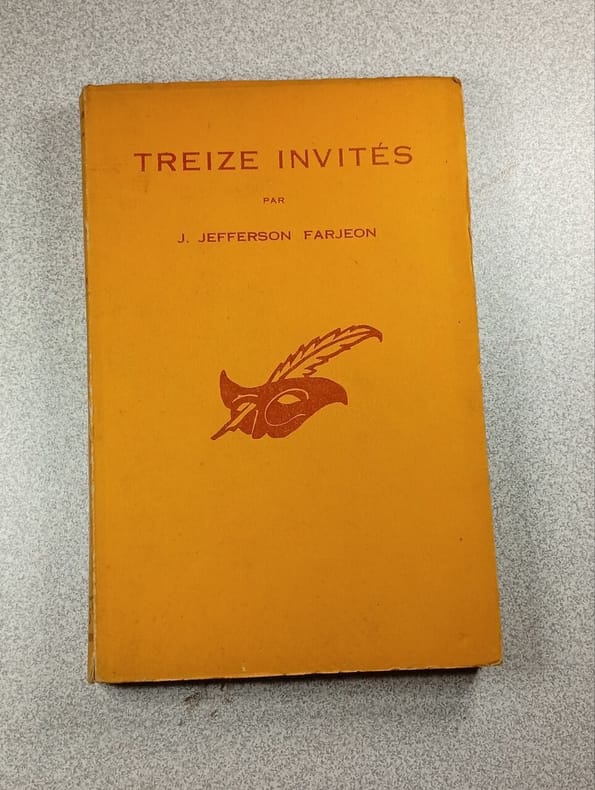 TREIZE INVITÉS
PAR
J. JEFFERSON FARJEON